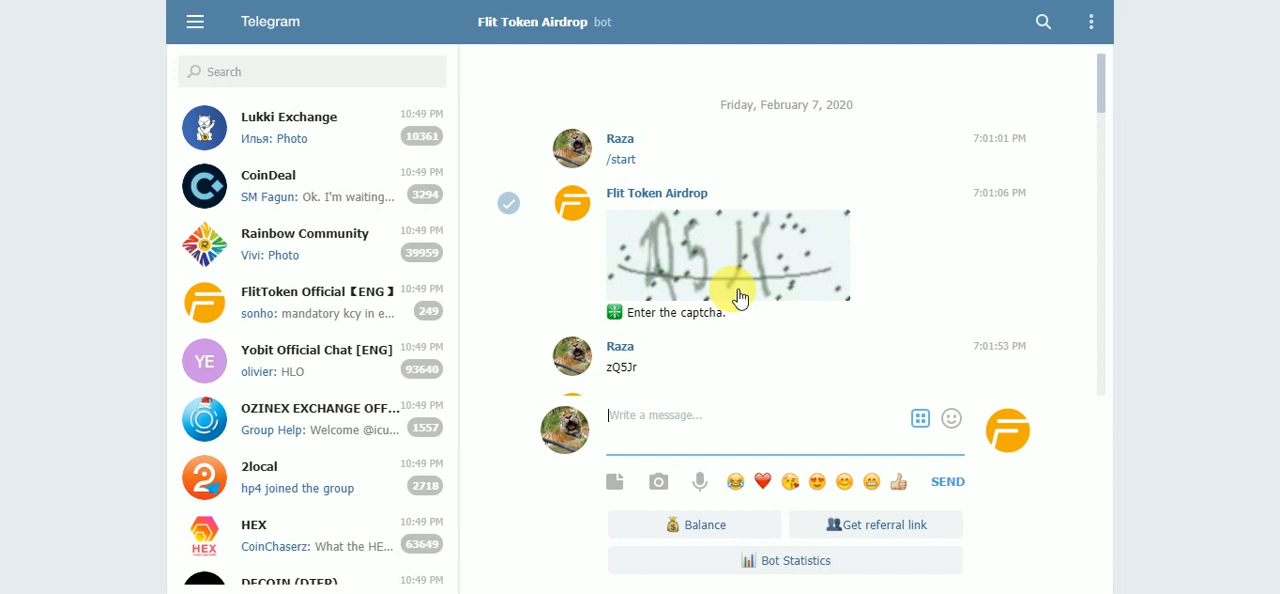 Telegram
Flit Token Airdrop bot
Search
Lukki Exchange 10:49 PM
Илья: Photo 10361
CoinDeal 10:49 PM
SM Fagun: Ok. I'm waiting... 3294
Rainbow Community 10:49 PM
Vivi: Photo 39959
FlitToken Official【ENG】 10:49 PM
sonho: mandatory kcy in e... 249
YE
Yobit Official Chat [ENG] 10:49 PM
olivier: HLO 93640
OZINEX EXCHANGE OFF... 10:49 PM
Group Help: Welcome @icu... 1557
2local 10:49 PM
hp4 joined the group 2718
HEX 10:49 PM
HEX
CoinChaserz: What the HE... 63649
DECOIN (DTEP) 10:49 PM
Friday, February 7, 2020
Raza 7:01:01 PM
/start
Flit Token Airdrop 7:01:06 PM
Enter the captcha.
Raza 7:01:53 PM
zQ5Jr
Write a message...
SEND
Balance
Get referral link
Bot Statistics